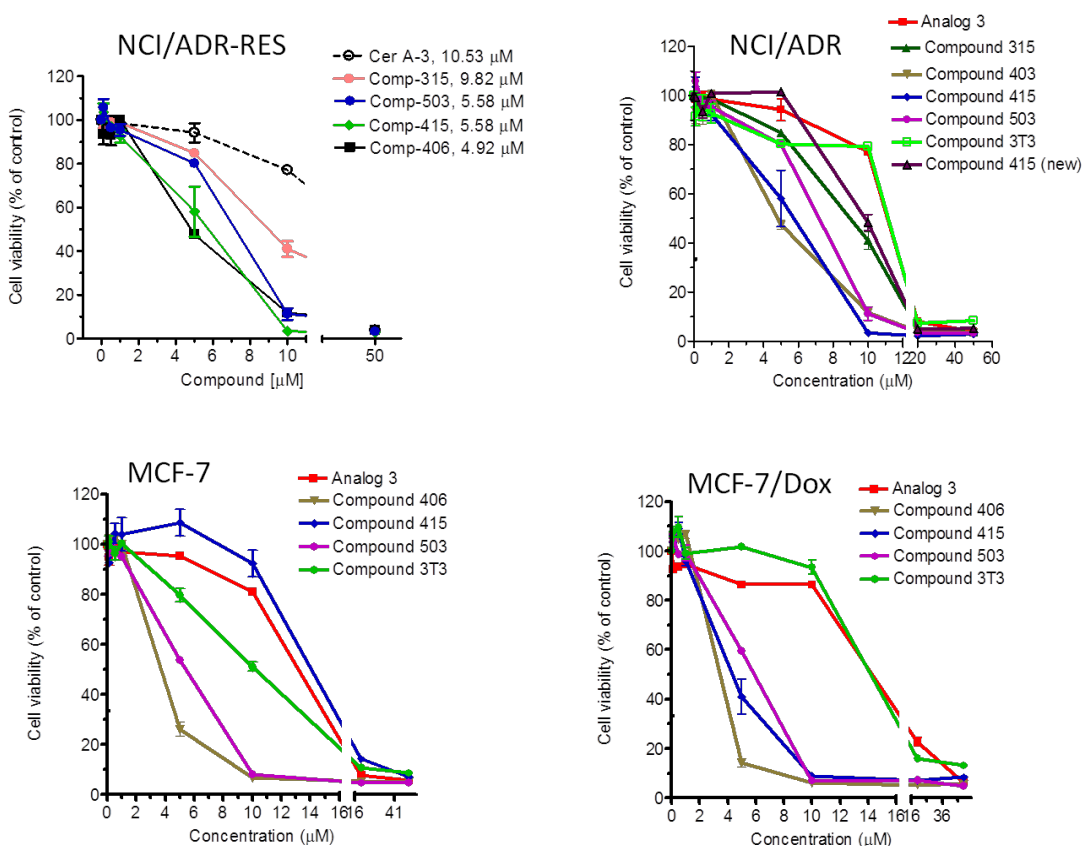 NCI/ADR-RES
Cer A-3, 10.53 μM
Comp-315, 9.82 μM
Comp-503, 5.58 μM
Comp-415, 5.58 μM
Comp-406, 4.92 μM
Cell viability (% of control)
120
100
80
60
40
20
0
0 5 10 50
Compound [μM]
NCI/ADR
Analog 3
Compound 315
Compound 403
Compound 415
Compound 503
Compound 3T3
Compound 415 (new)
Cell viability (% of control)
120
100
80
60
40
20
0
0 2 4 6 8 10 12 20 40 60
Concentration (μM)
MCF-7
Analog 3
Compound 406
Compound 415
Compound 503
Compound 3T3
Cell viability (% of control)
120
100
80
60
40
20
0
0 2 4 6 8 10 12 14 16 16 41
Concentration (μM)
MCF-7/Dox
Analog 3
Compound 406
Compound 415
Compound 503
Compound 3T3
Cell viability (% of control)
120
100
80
60
40
20
0
0 2 4 6 8 10 12 14 16 16 36
Concentration (μM)